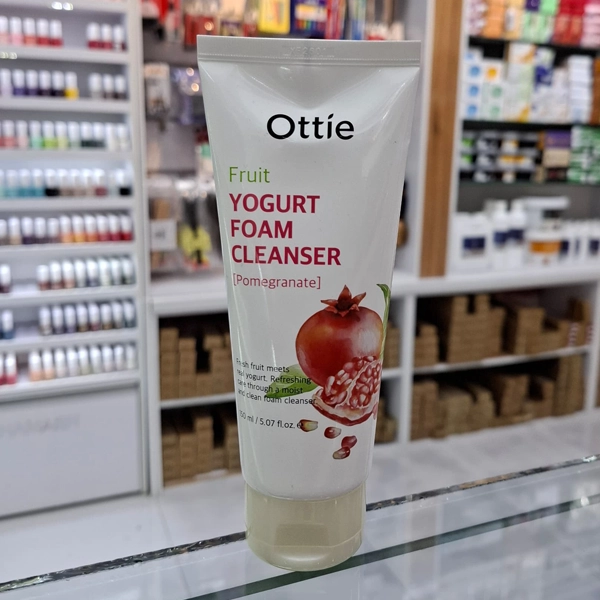 Ottie
Fruit
YOGURT
FOAM
CLEANSER
[Pomegranate]
fruit meets
yogurt. Refreshing
through a moist
clean foam cleanser.
ml / 5.07 fl.oz.